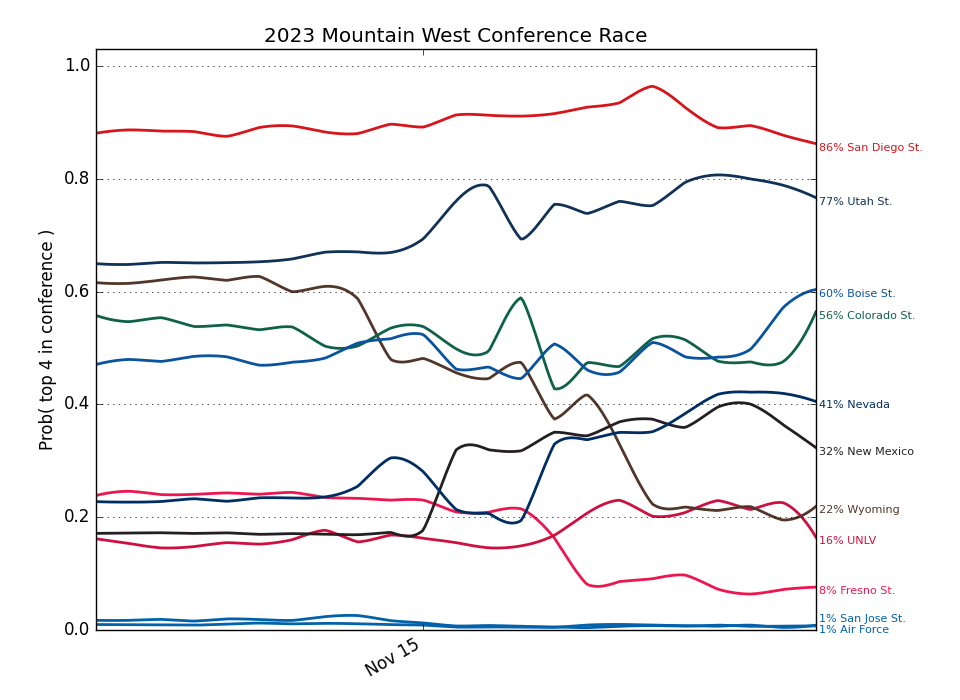 2023 Mountain West Conference Race
Prob( top 4 in conference )
1.0
0.8
0.6
0.4
0.2
0.0
Nov 15
86% San Diego St.
77% Utah St.
60% Boise St.
56% Colorado St.
41% Nevada
32% New Mexico
22% Wyoming
16% UNLV
8% Fresno St.
1% San Jose St.
1% Air Force